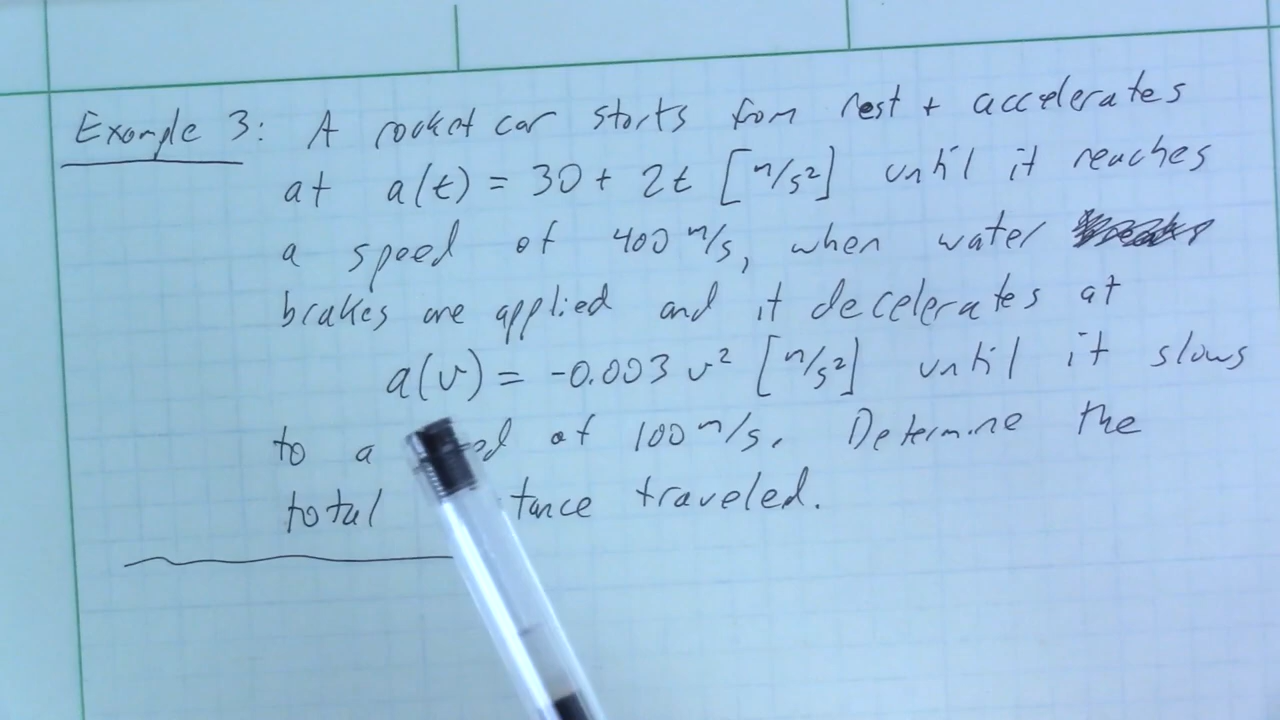 Example 3: A rocket car starts from rest + accelerates
at a(t) = 30 + 2t [m/s²] until it reaches
a speed of 400 m/s, when water
brakes are applied and it decelerates at
a(v) = -0.003 v² [m/s²] until it slows
to a of 100 m/s. Determine the
total traveled.